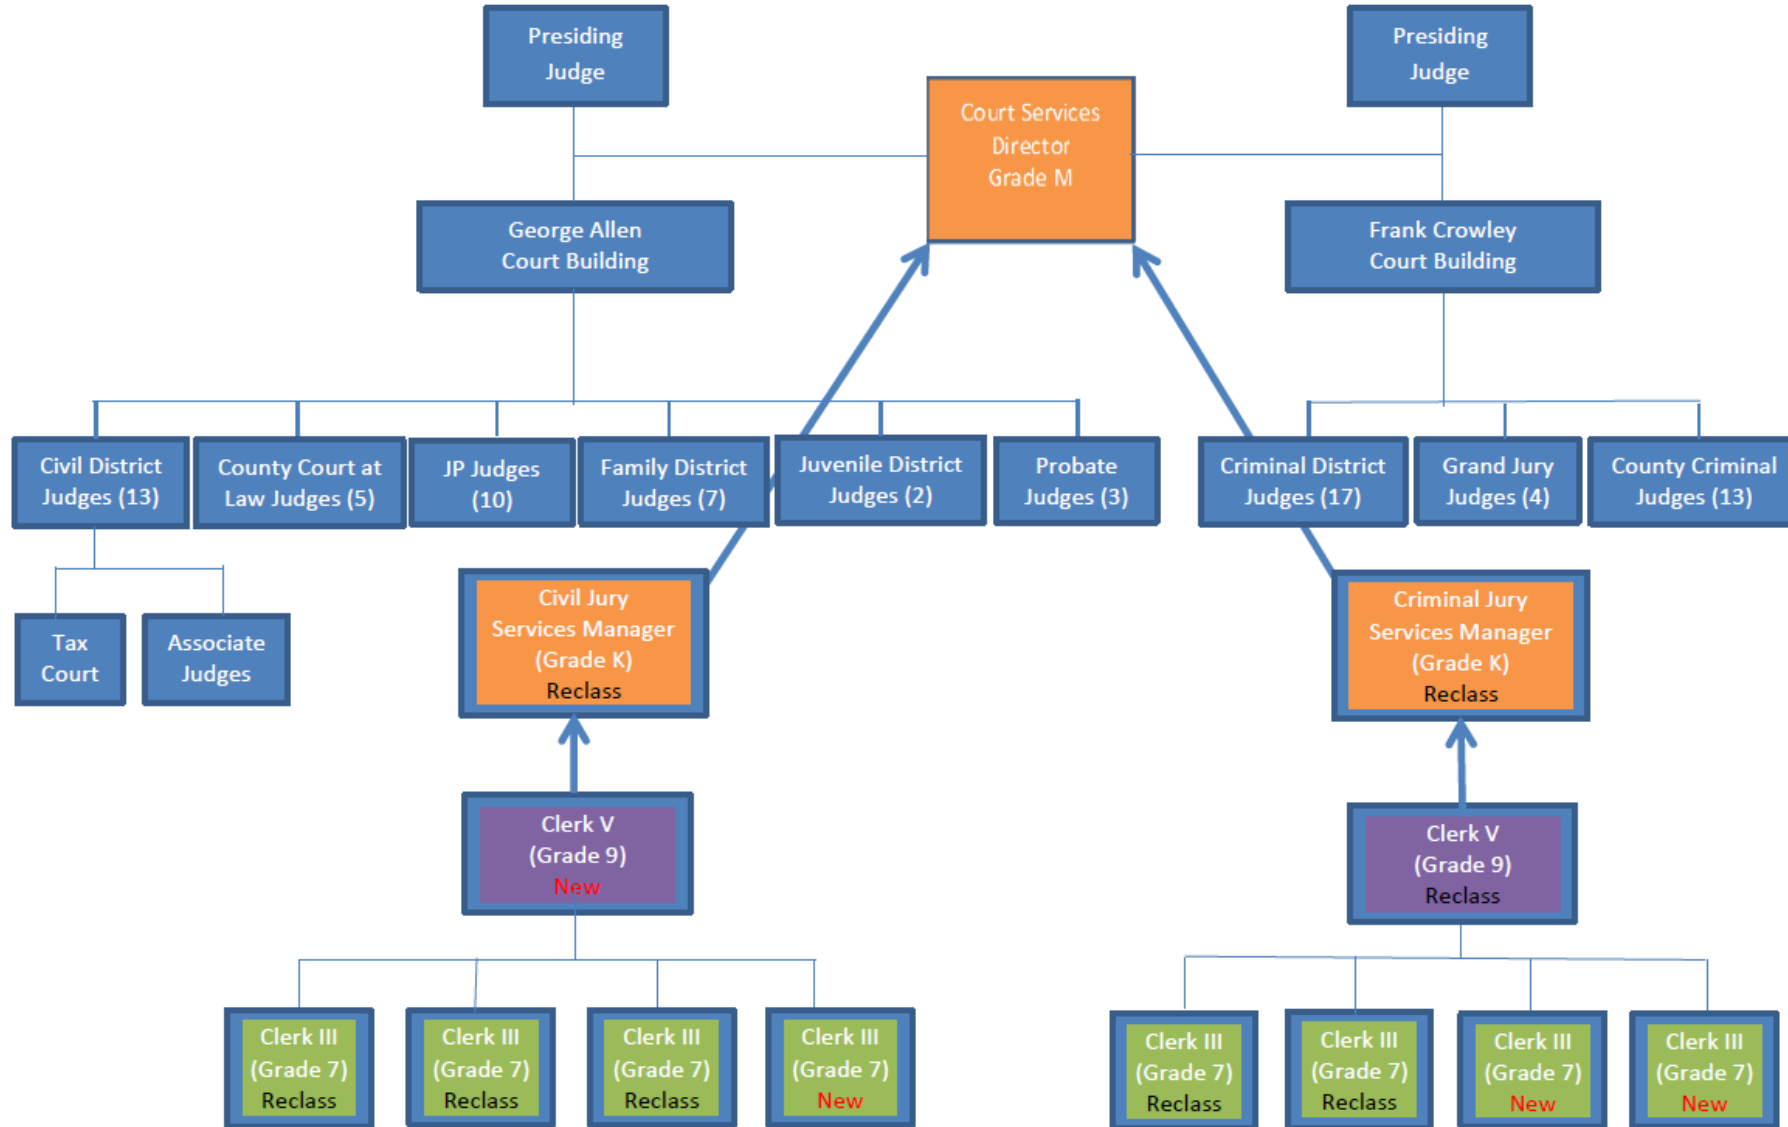 Presiding
Judge
Presiding
Judge
Court Services
Director
Grade M
George Allen
Court Building
Frank Crowley
Court Building
Civil District
Judges (13)
County Court at
Law Judges (5)
JP Judges
(10)
Family District
Judges (7)
Juvenile District
Judges (2)
Probate
Judges (3)
Criminal District
Judges (17)
Grand Jury
Judges (4)
County Criminal
Judges (13)
Tax
Court
Associate
Judges
Civil Jury
Services Manager
(Grade K)
Reclass
Criminal Jury
Services Manager
(Grade K)
Reclass
Clerk V
(Grade 9)
New
Clerk V
(Grade 9)
Reclass
Clerk III
(Grade 7)
Reclass
Clerk III
(Grade 7)
Reclass
Clerk III
(Grade 7)
Reclass
Clerk III
(Grade 7)
New
Clerk III
(Grade 7)
Reclass
Clerk III
(Grade 7)
Reclass
Clerk III
(Grade 7)
New
Clerk III
(Grade 7)
New